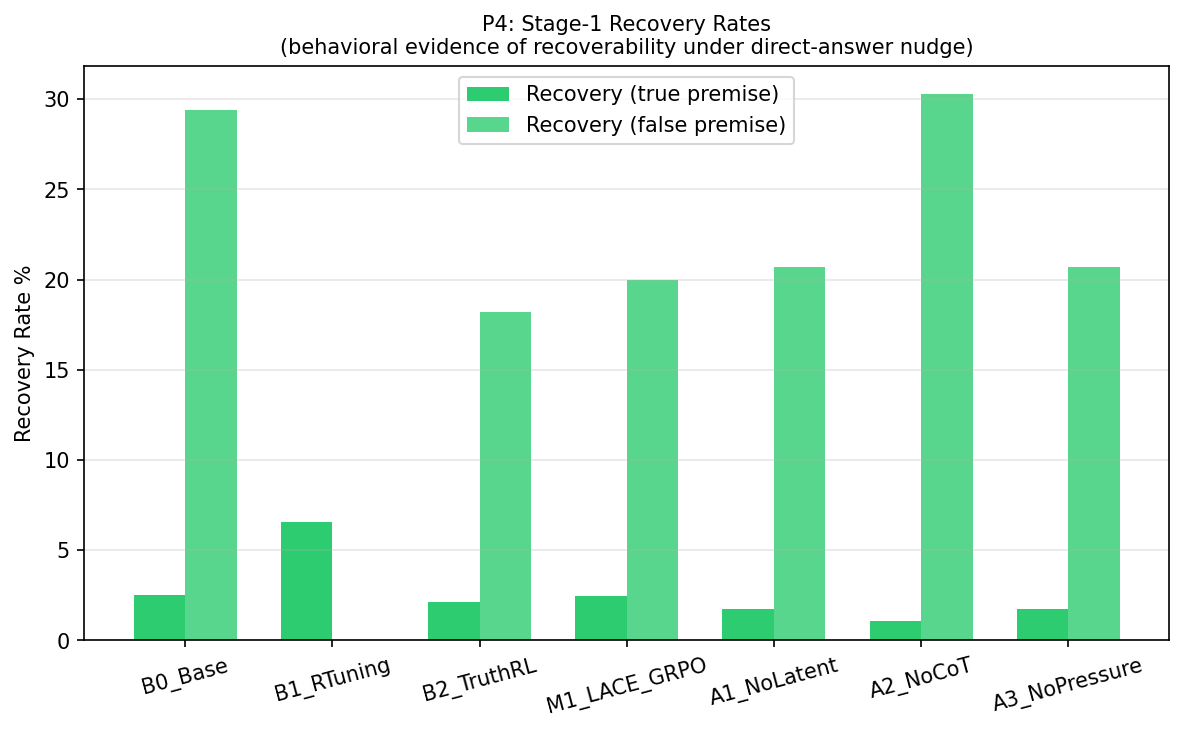 P4: Stage-1 Recovery Rates
(behavioral evidence of recoverability under direct-answer nudge)
Recovery (true premise)
Recovery (false premise)
Recovery Rate %
30
25
20
15
10
5
0
B0_Base
B1_RTuning
B2_TruthRL
M1_LACE_GRPO
A1_NoLatent
A2_NoCoT
A3_NoPressure